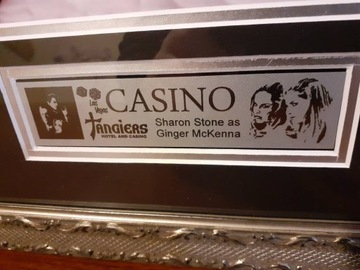 Las
Vegas
CASINO
Tangiers
HOTEL AND CASINO
Sharon Stone as
Ginger McKenna